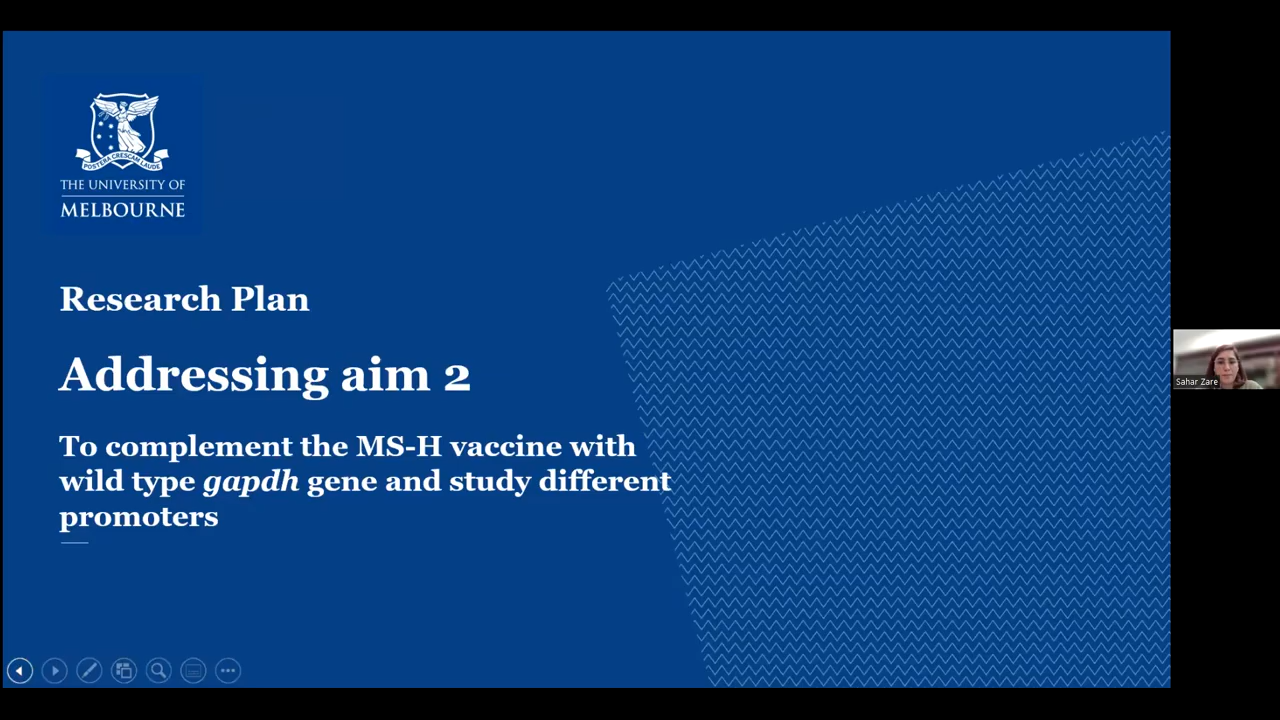 POSTERA CRESCAM LAUDE
THE UNIVERSITY OF
MELBOURNE
Research Plan
Addressing aim 2
To complement the MS-H vaccine with
wild type gapdh gene and study different
promoters
Sahar Zare